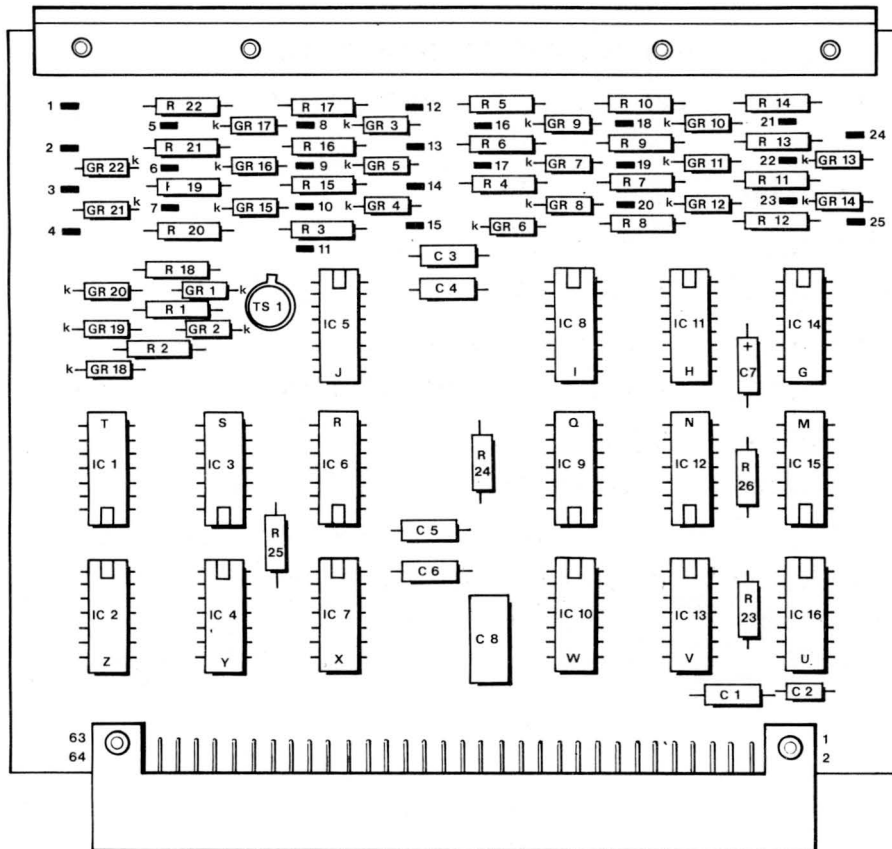 1 R 22 R 17 12 R 5 R 10 R 14
5 k GR 17 8 k GR 3 16 k GR 9 18 k GR 10 21 24
2 R 21 R 16 13 R 6 R 9 R 13
GR 22 k 6 k GR 16 9 k GR 5 17 k GR 7 19 k GR 11 22 k GR 13
3 19 R 15 14 R 4 R 7 R 11
GR 21 k 7 k GR 15 10 k GR 4 k GR 8 20 k GR 12 23 k GR 14
4 R 20 R 3 15 k GR 6 R 8 R 12 25
11 C 3
R 18
k GR 20 GR 1 k C 4
R 1 TS 1
k GR 19 GR 2 k IC 5 IC 8 IC 11 IC 14
R 2 +
k GR 18 J I H C7 G
T S R Q N M
IC 1 IC 3 IC 6 R 24 IC 9 IC 12 R 26 IC 15
R 25 C 5
C 6
IC 2 IC 4 IC 7 C 8 IC 10 IC 13 R 23 IC 16
Z Y X W V U
C 1 C 2
63 1
64 2